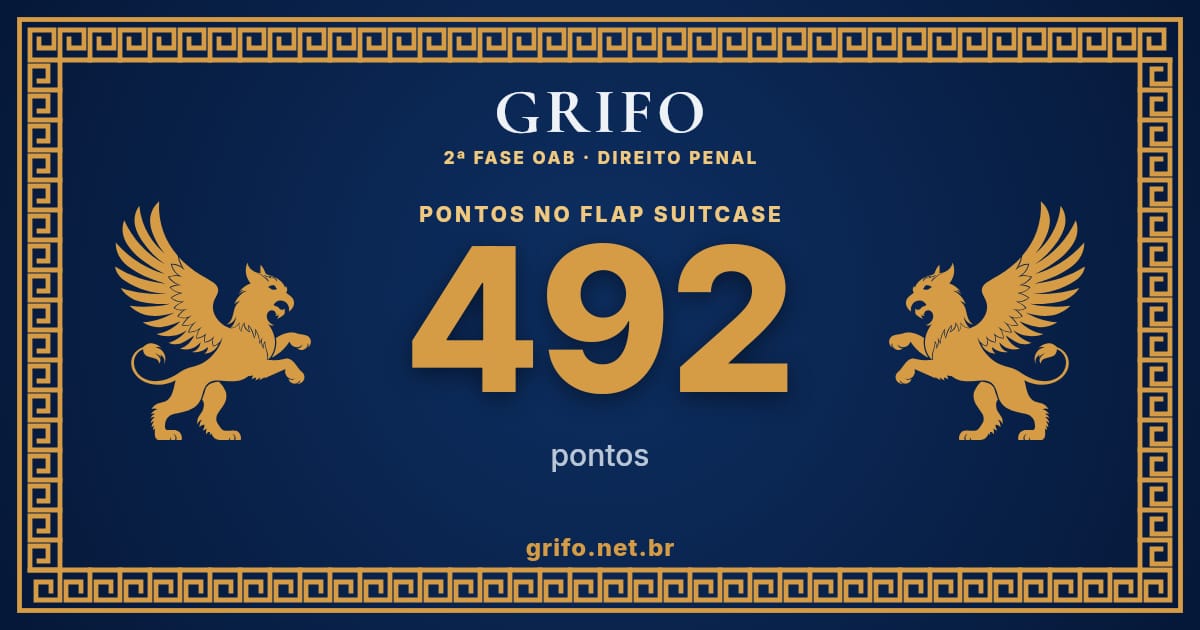 GRIFO
2ª FASE OAB · DIREITO PENAL
PONTOS NO FLAP SUITCASE
492
pontos
grifo.net.br